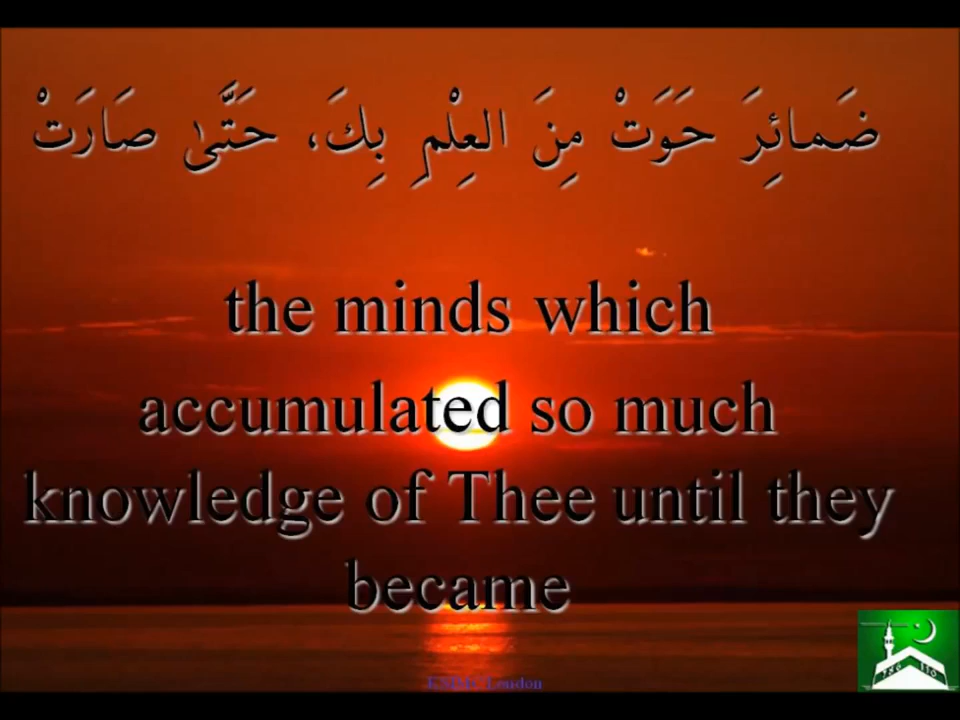 ضَمائِرَ حَوَتْ مِنَ العِلْمِ بِكَ، حَتَّىٰ صَارَتْ
the minds which
accumulated so much
knowledge of Thee until they
became